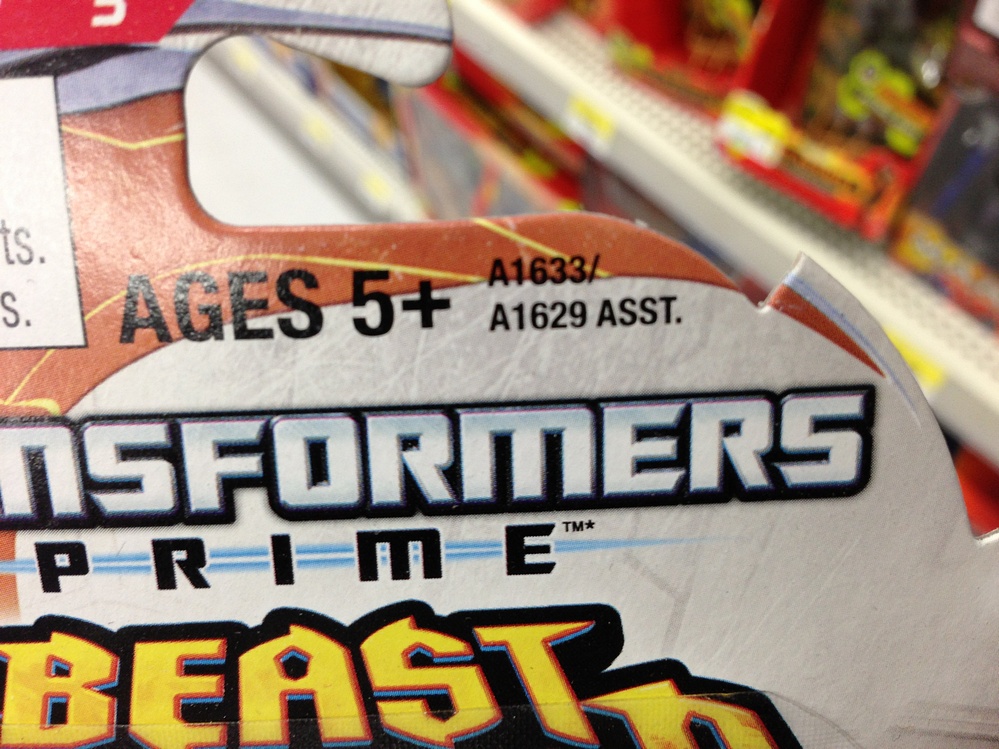 ts.
s.
AGES 5+
A1633/
A1629 ASST.
NSFORMERS
PRIME™*
BEAST